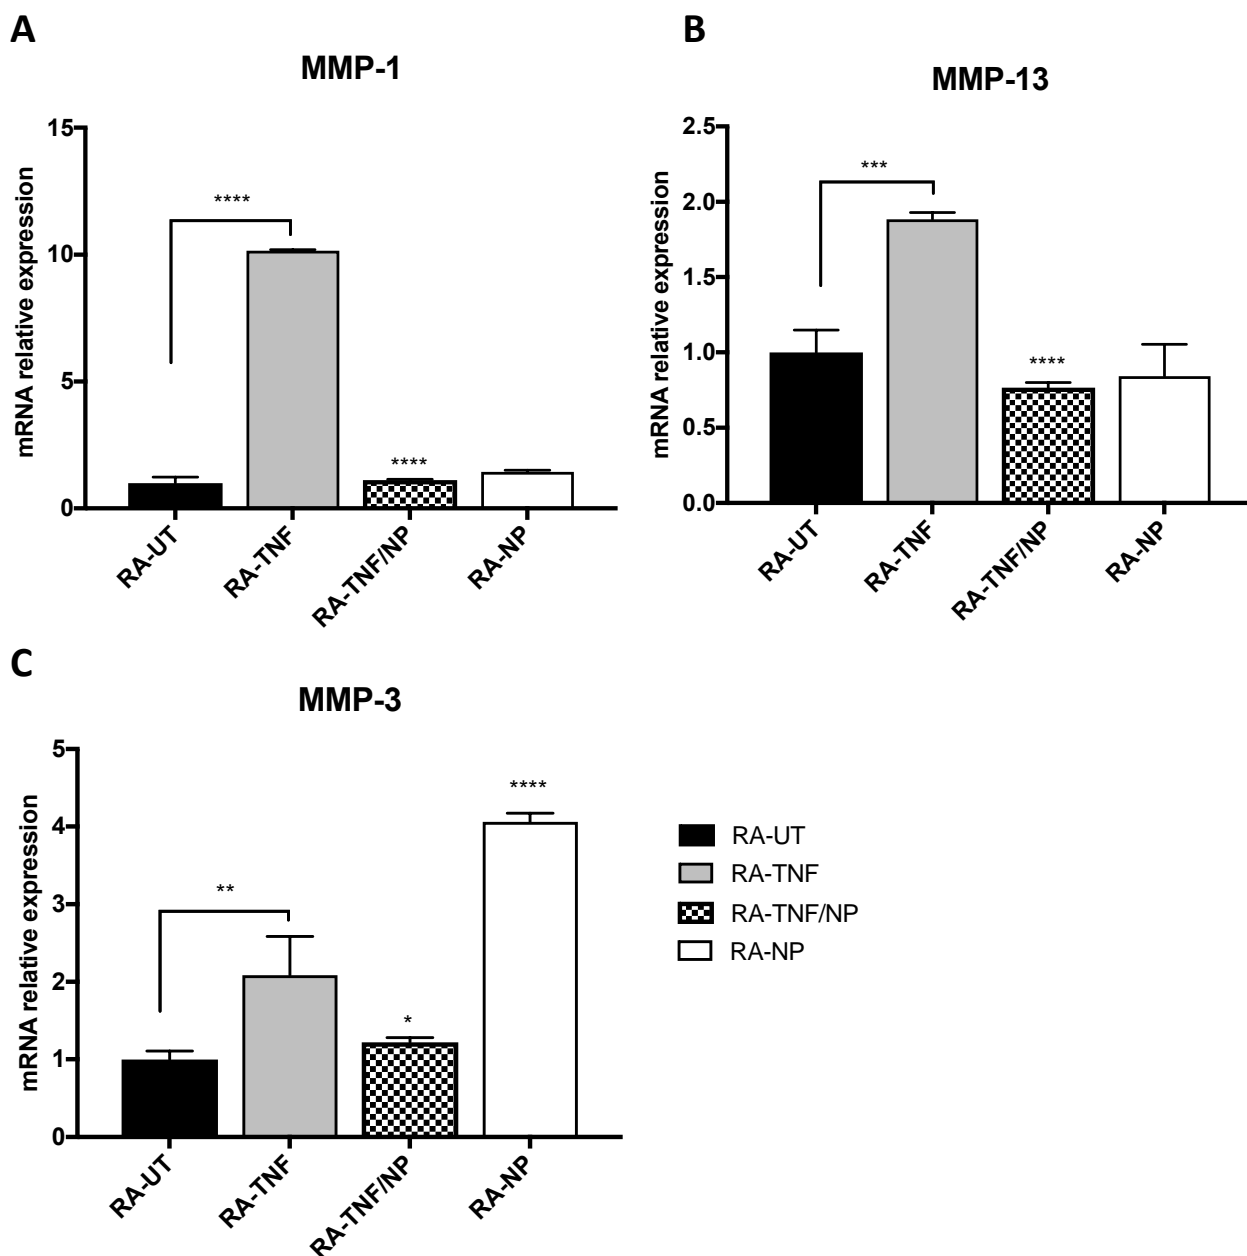 A
MMP-1
mRNA relative expression
15
10
5
0
****
****
RA-UT
RA-TNF
RA-TNF/NP
RA-NP
B
MMP-13
mRNA relative expression
2.5
2.0
1.5
1.0
0.5
0.0
***
****
RA-UT
RA-TNF
RA-TNF/NP
RA-NP
C
MMP-3
mRNA relative expression
5
4
3
2
1
0
**
*
****
RA-UT
RA-TNF
RA-TNF/NP
RA-NP
RA-UT
RA-TNF
RA-TNF/NP
RA-NP